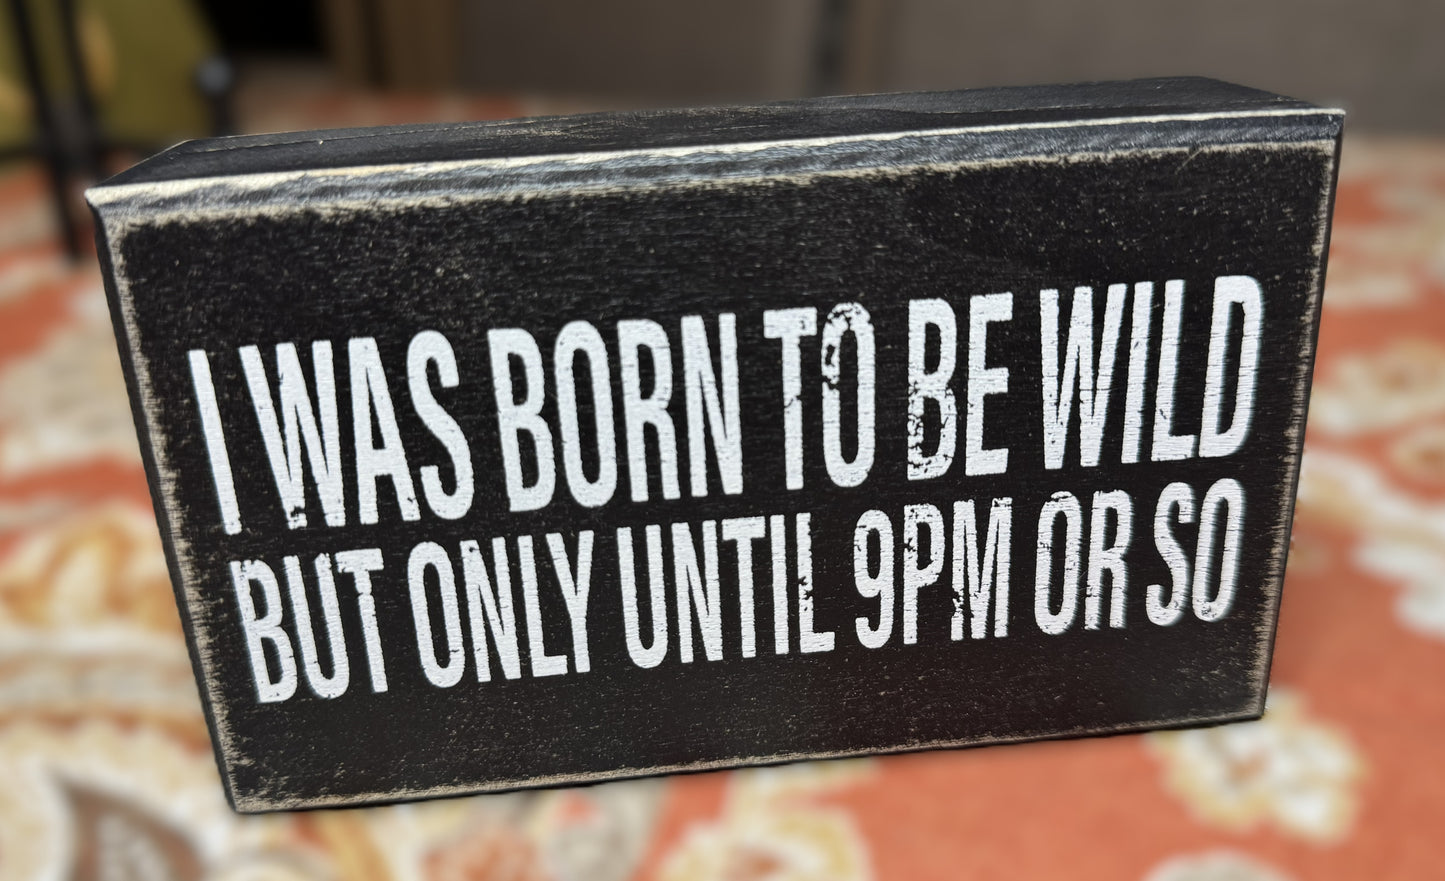 I WAS BORN TO BE WILD
BUT ONLY UNTIL 9PM OR SO